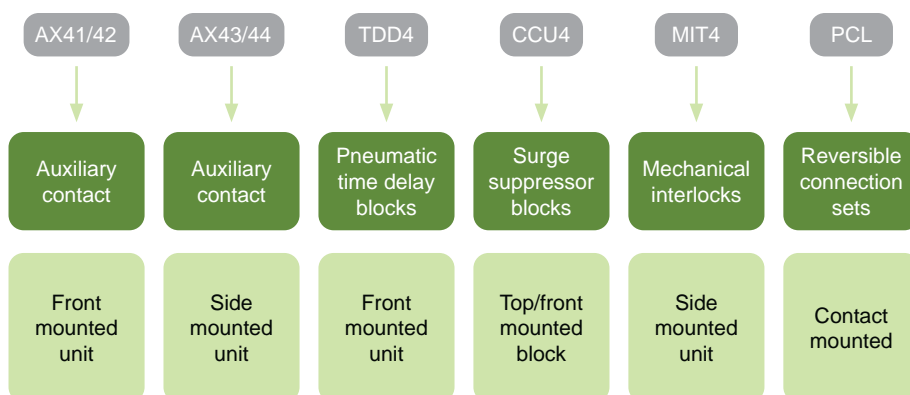 AX41/42
AX43/44
TDD4
CCU4
MIT4
PCL
Auxiliary
contact
Auxiliary
contact
Pneumatic
time delay
blocks
Surge
suppressor
blocks
Mechanical
interlocks
Reversible
connection
sets
Front
mounted
unit
Side
mounted
unit
Front
mounted
unit
Top/front
mounted
block
Side
mounted
unit
Contact
mounted